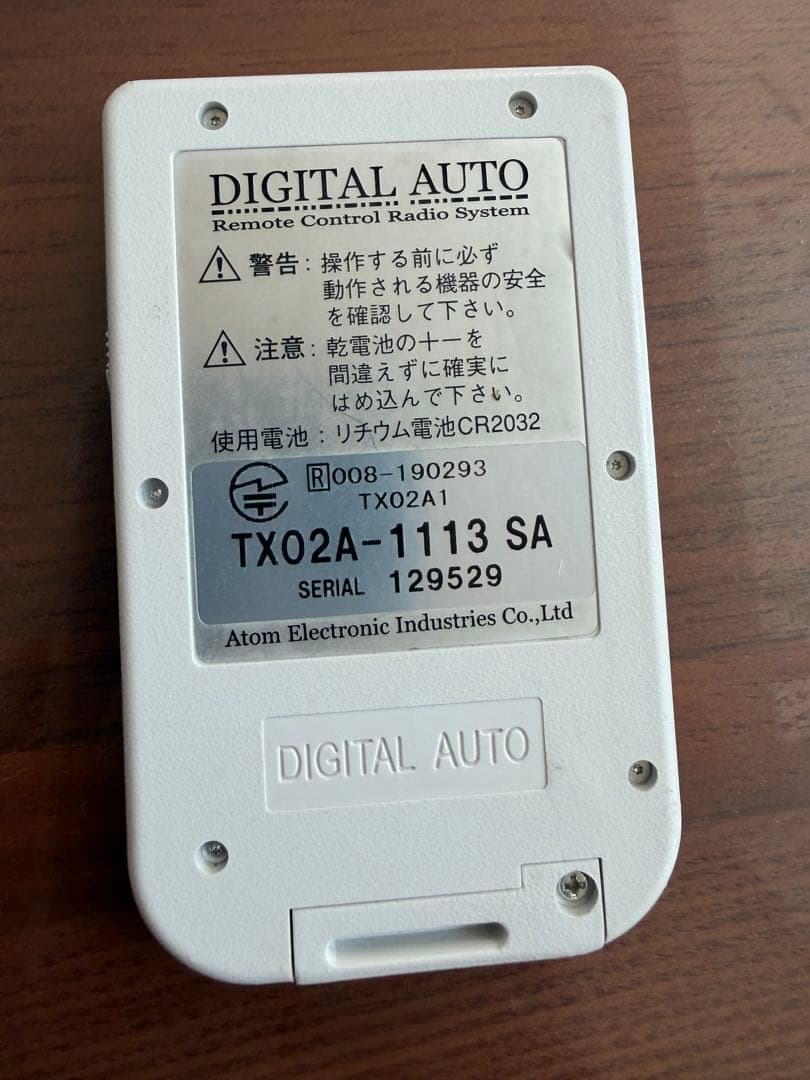 DIGITAL AUTO
Remote Control Radio System
警告：操作する前に必ず
動作される機器の安全
を確認して下さい。
注意：乾電池の十一を
間違えずに確実に
はめ込んで下さい。
使用電池：リチウム電池CR2032
R008-190293
TX02A1
TX02A-1113 SA
SERIAL 129529
Atom Electronic Industries Co.,Ltd
DIGITAL AUTO